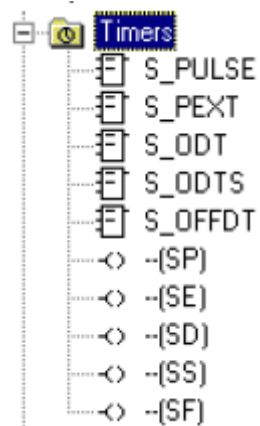 Timers
S_PULSE
S_PEXT
S_ODT
S_ODTS
S_OFFDT
--(SP)
--(SE)
--(SD)
--(SS)
--(SF)